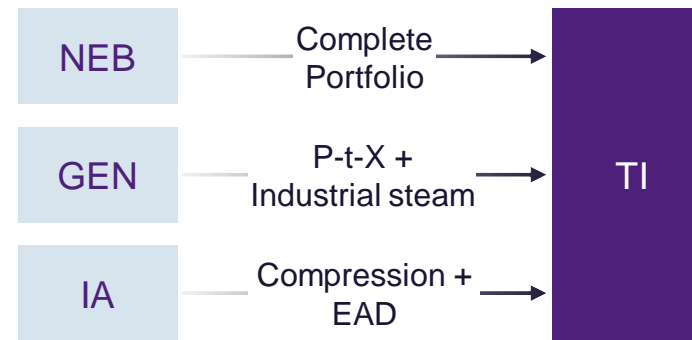 NEB
Complete
Portfolio
GEN
P-t-X +
Industrial steam
TI
IA
Compression +
EAD